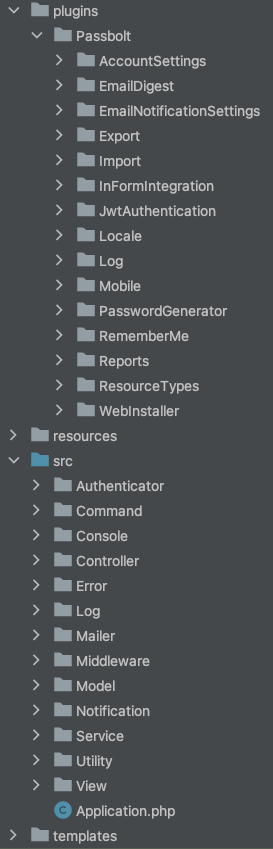 plugins
Passbolt
AccountSettings
EmailDigest
EmailNotificationSettings
Export
Import
InFormIntegration
JwtAuthentication
Locale
Log
Mobile
PasswordGenerator
RememberMe
Reports
ResourceTypes
WebInstaller
resources
src
Authenticator
Command
Console
Controller
Error
Log
Mailer
Middleware
Model
Notification
Service
Utility
View
C Application.php
templates